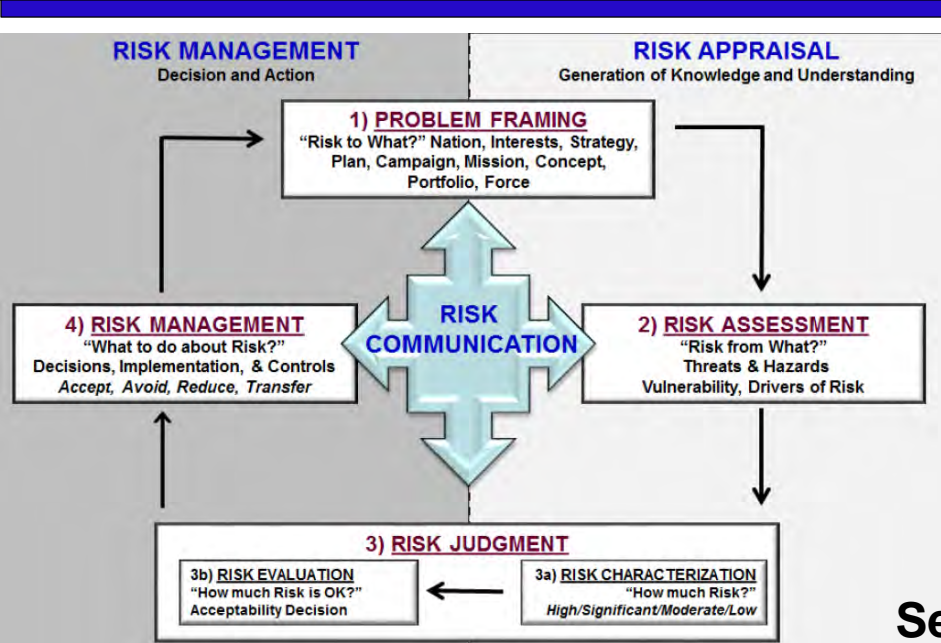 RISK MANAGEMENT
Decision and Action
RISK APPRAISAL
Generation of Knowledge and Understanding
1) PROBLEM FRAMING
“Risk to What?” Nation, Interests, Strategy,
Plan, Campaign, Mission, Concept,
Portfolio, Force
4) RISK MANAGEMENT
“What to do about Risk?”
Decisions, Implementation, & Controls
Accept, Avoid, Reduce, Transfer
RISK
COMMUNICATION
2) RISK ASSESSMENT
“Risk from What?”
Threats & Hazards
Vulnerability, Drivers of Risk
3) RISK JUDGMENT
3b) RISK EVALUATION
“How much Risk is OK?”
Acceptability Decision
3a) RISK CHARACTERIZATION
“How much Risk?”
High/Significant/Moderate/Low
Se